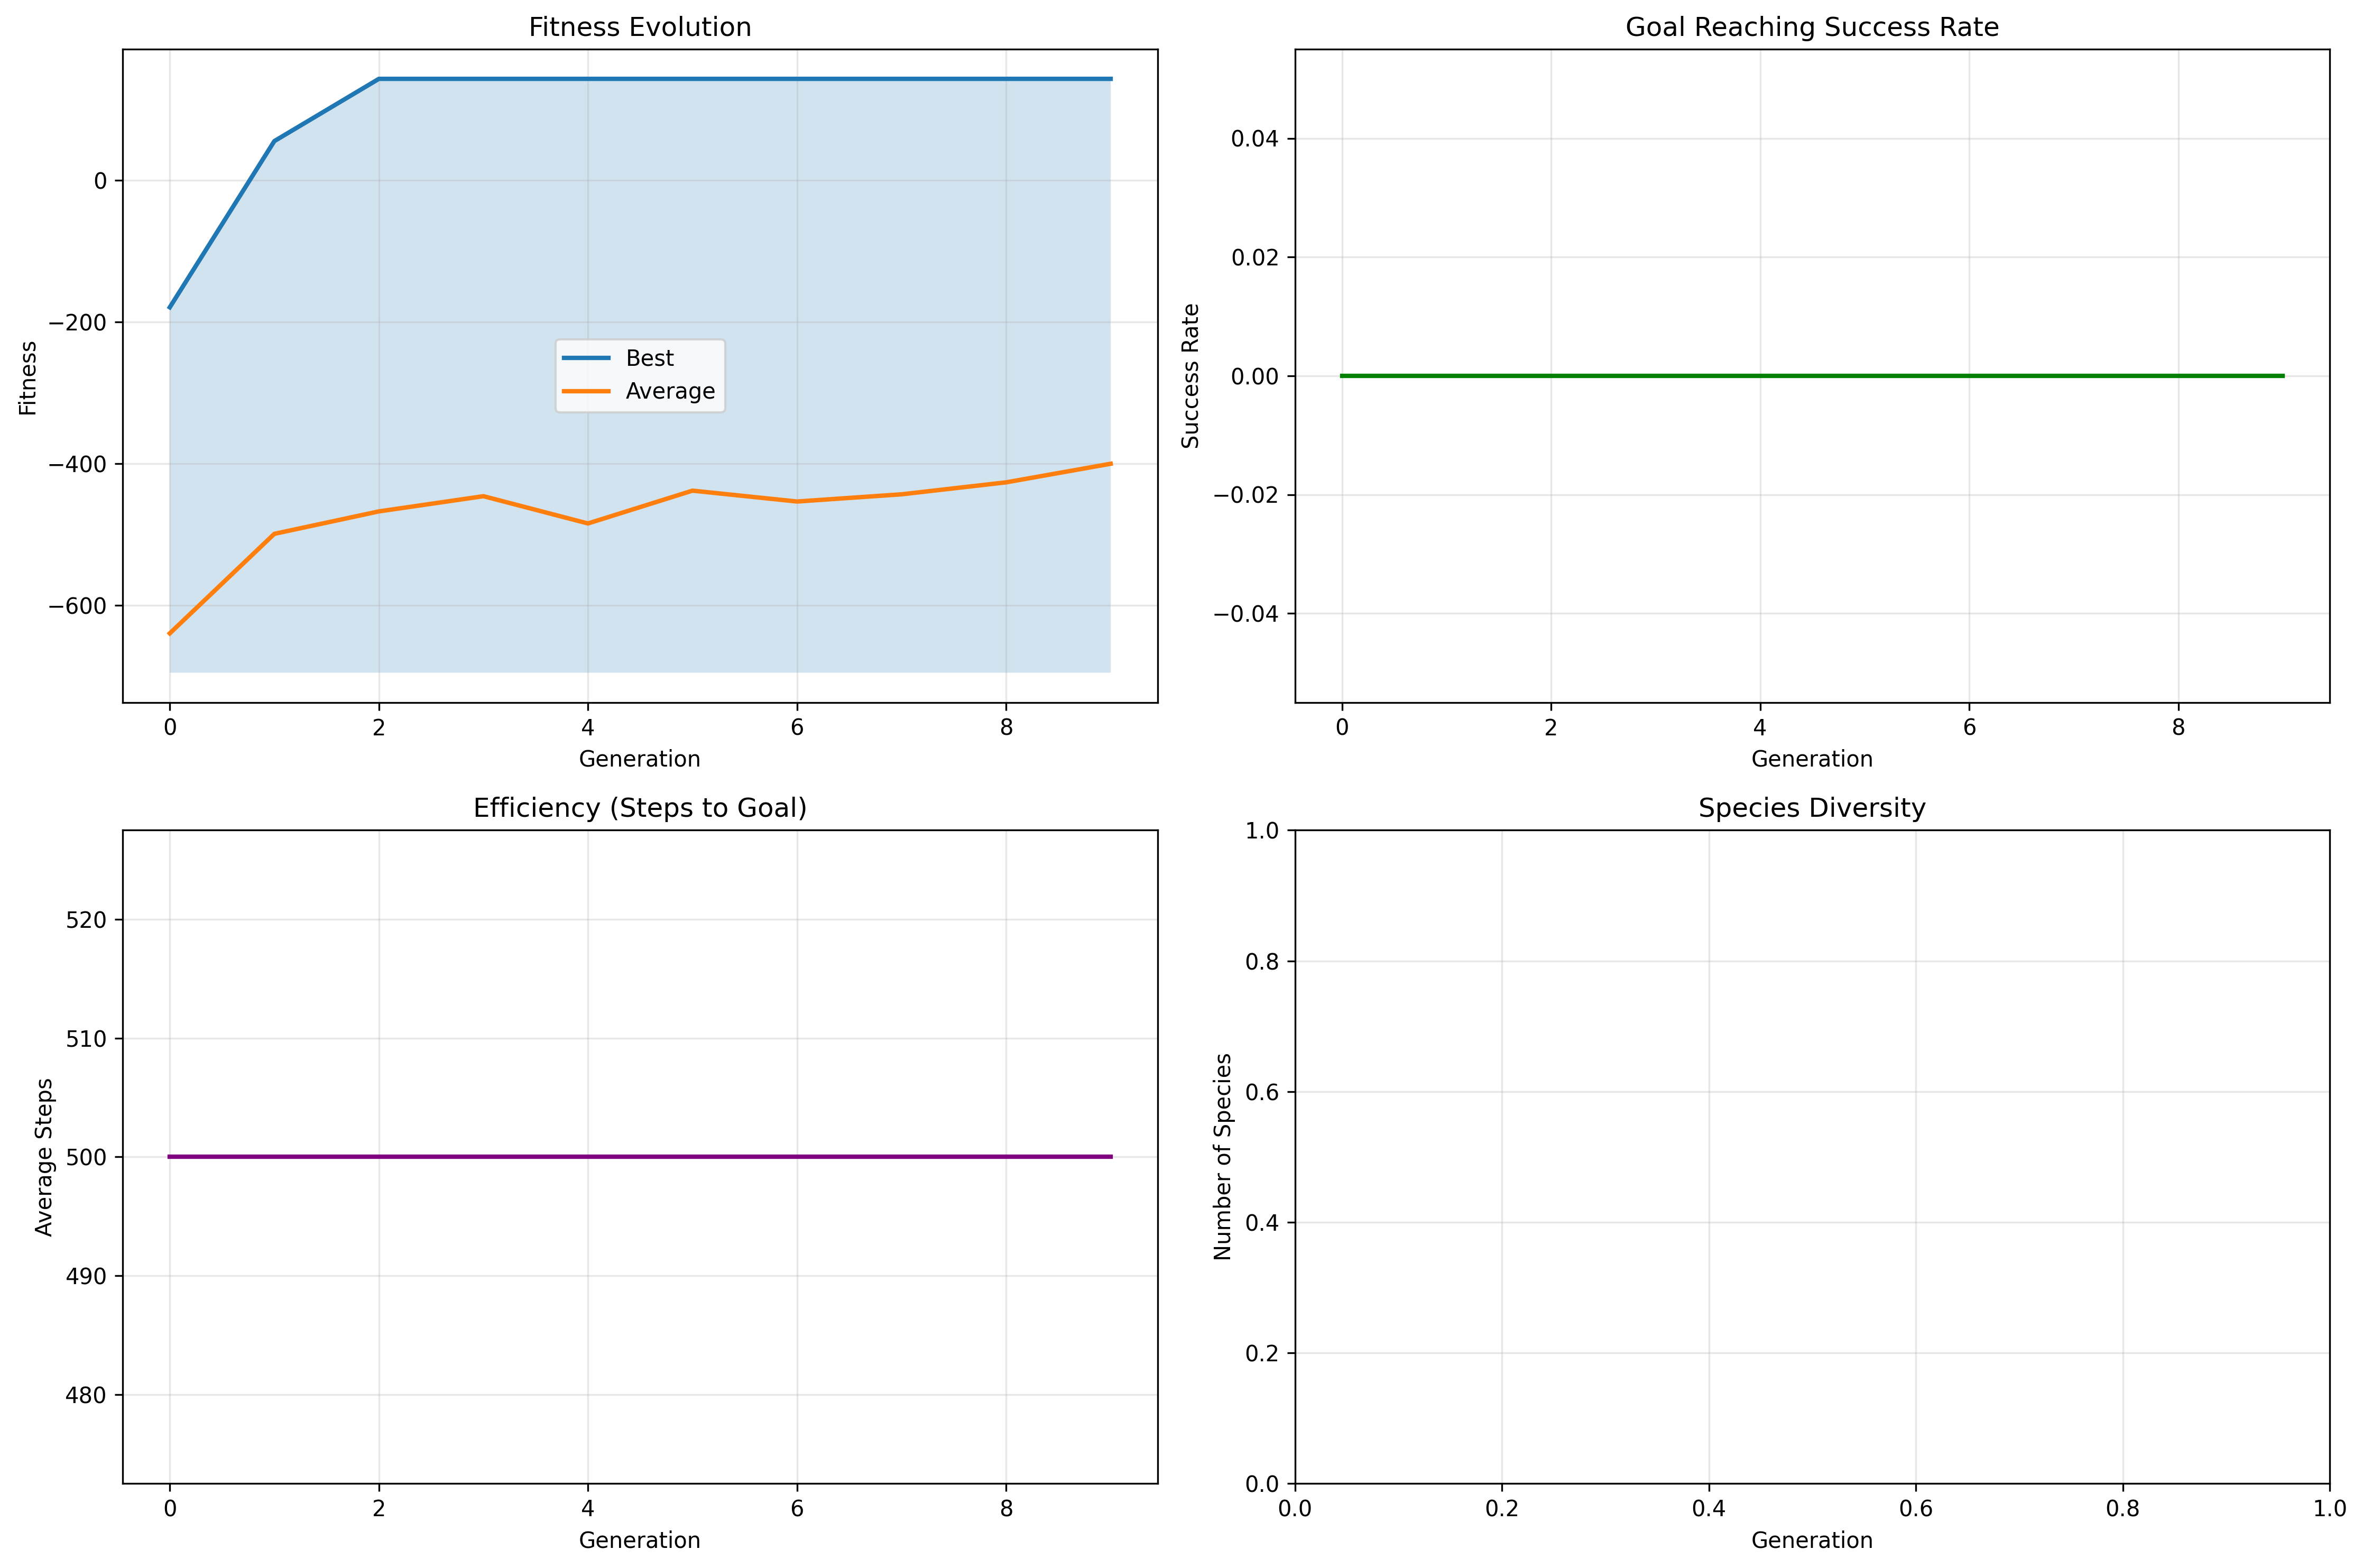 Fitness Evolution
Fitness
0
−200
−400
−600
Best
Average
0 2 4 6 8
Generation
Goal Reaching Success Rate
Success Rate
0.04
0.02
0.00
−0.02
−0.04
0 2 4 6 8
Generation
Efficiency (Steps to Goal)
Average Steps
520
510
500
490
480
0 2 4 6 8
Generation
Species Diversity
Number of Species
1.0
0.8
0.6
0.4
0.2
0.0
0.0 0.2 0.4 0.6 0.8 1.0
Generation